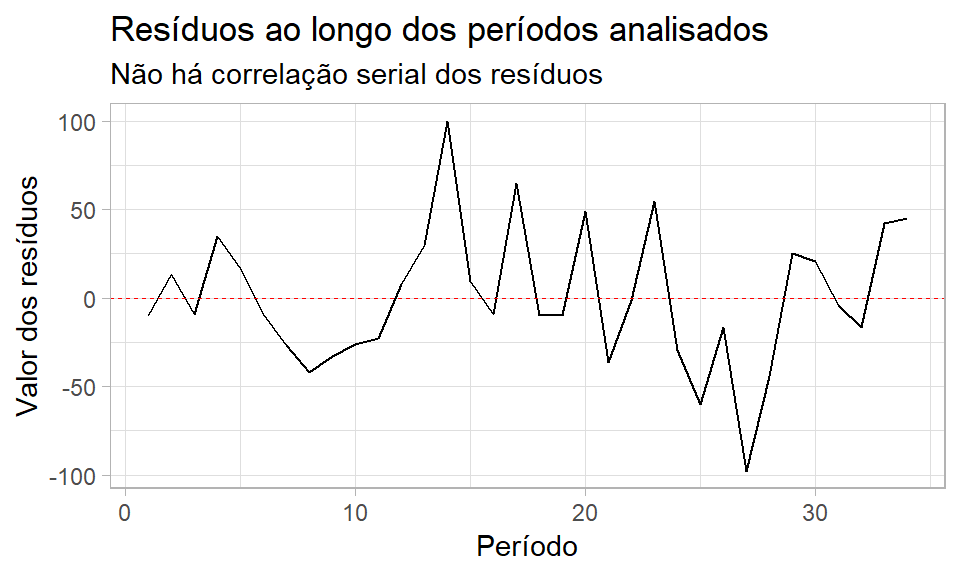 Resíduos ao longo dos períodos analisados
Não há correlação serial dos resíduos
Valor dos resíduos
100
50
0
-50
-100
0
10
20
30
Período